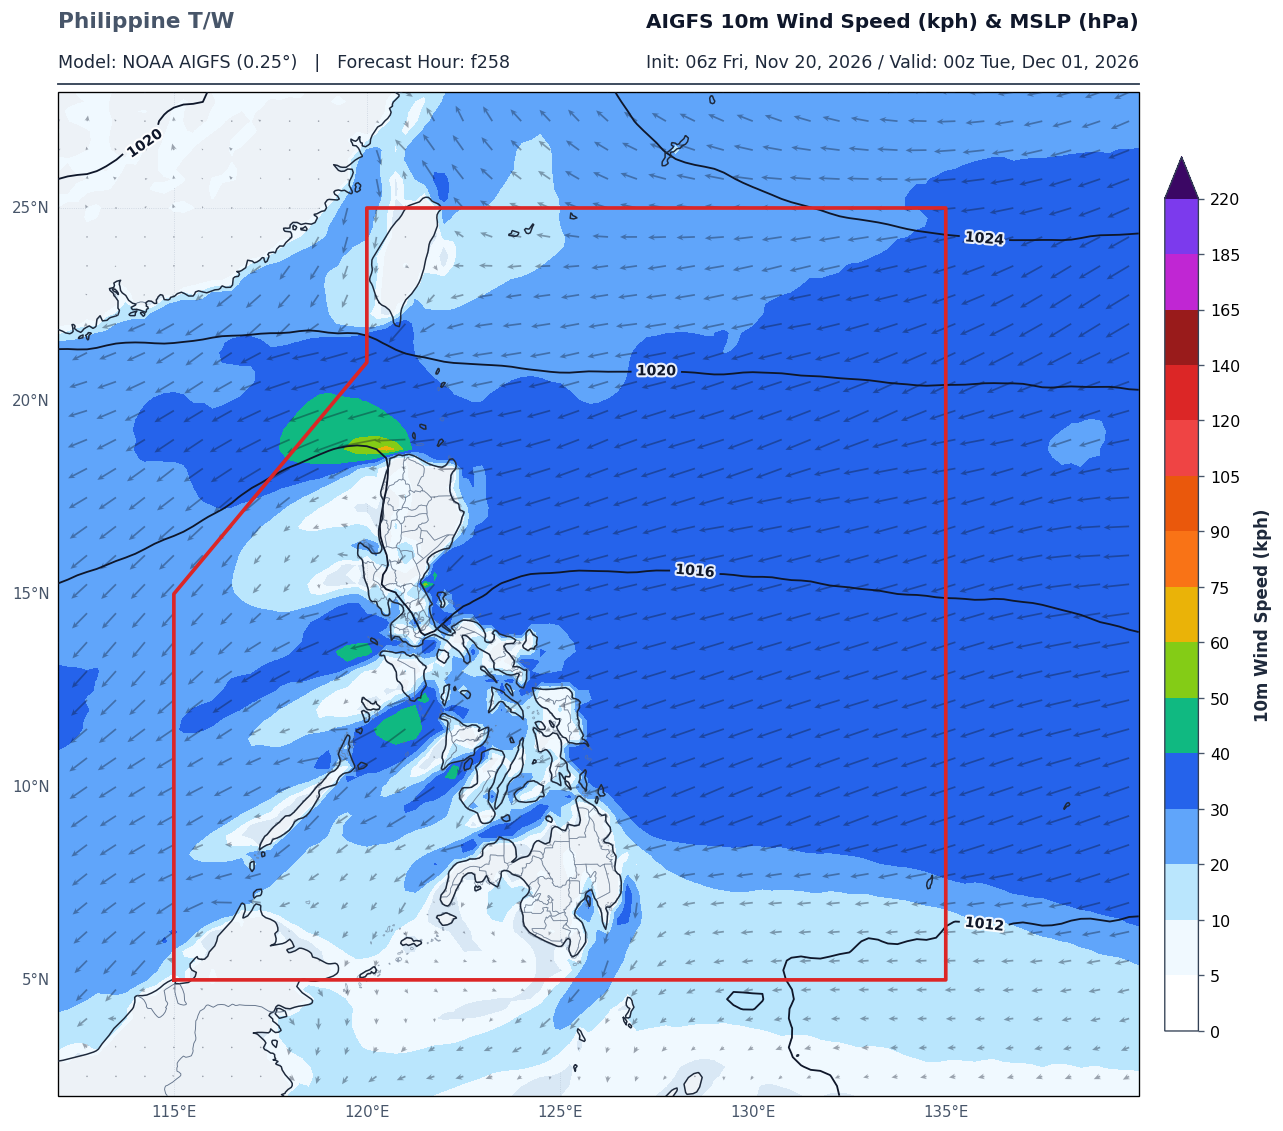 Philippine T/W
AIGFS 10m Wind Speed (kph) & MSLP (hPa)
Model: NOAA AIGFS (0.25°)   |   Forecast Hour: f258
Init: 06z Fri, Nov 20, 2026 / Valid: 00z Tue, Dec 01, 2026
1020
25°N
1024
20°N
1020
15°N
1016
10°N
5°N
1012
115°E
120°E
125°E
130°E
135°E
220
185
165
140
120
105
90
75
60
50
40
30
20
10
5
0
10m Wind Speed (kph)